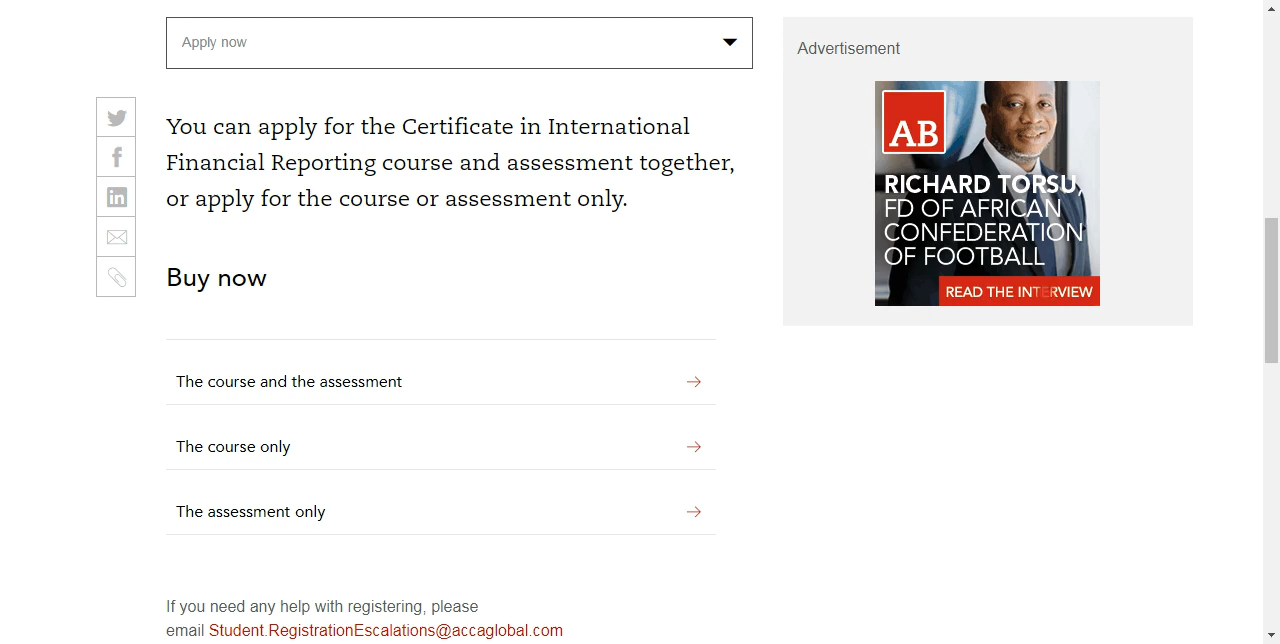 Apply now
You can apply for the Certificate in International
Financial Reporting course and assessment together,
or apply for the course or assessment only.
Buy now
The course and the assessment
The course only
The assessment only
If you need any help with registering, please
email Student.RegistrationEscalations@accaglobal.com
Advertisement
AB
RICHARD TORSU,
FD OF AFRICAN
CONFEDERATION
OF FOOTBALL
READ THE INTERVIEW